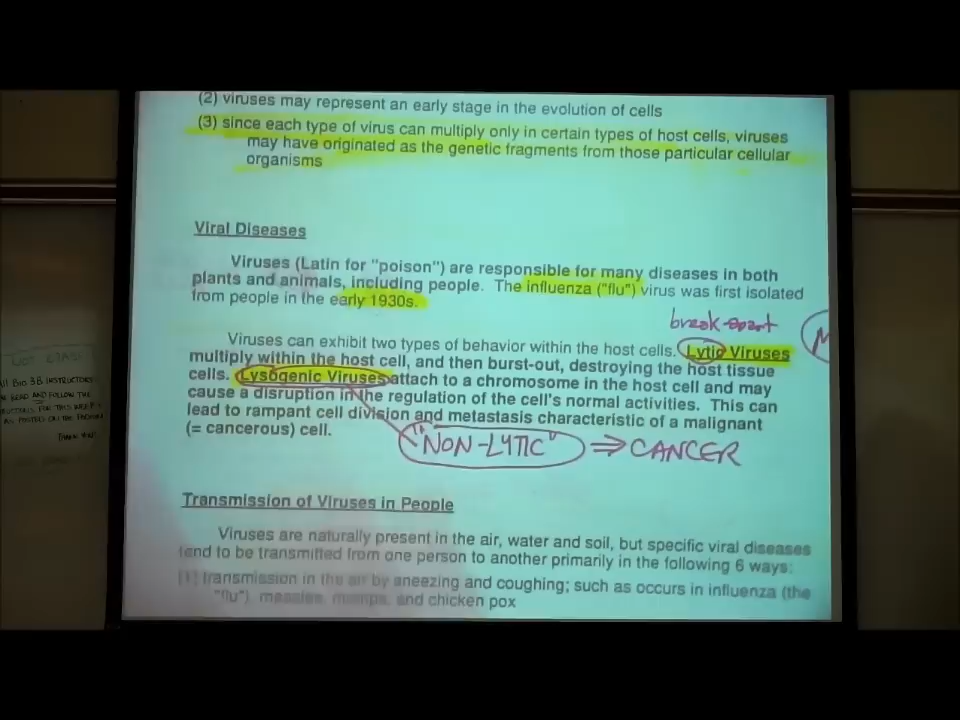 (2) viruses may represent an early stage in the evolution of cells
(3) since each type of virus can multiply only in certain types of host cells, viruses
may have originated as the genetic fragments from those particular cellular
organisms
Viral Diseases
Viruses (Latin for "poison") are responsible for many diseases in both
plants and animals, including people. The influenza ("flu") virus was first isolated
from people in the early 1930s.
break-apart
Viruses can exhibit two types of behavior within the host cells. Lytic Viruses
multiply within the host cell, and then burst-out, destroying the host tissue
cells. Lysogenic Viruses attach to a chromosome in the host cell and may
cause a disruption in the regulation of the cell's normal activities. This can
lead to rampant cell division and metastasis characteristic of a malignant
(= cancerous) cell.
"NON-LYTIC" ⇒ CANCER
Transmission of Viruses in People
Viruses are naturally present in the air, water and soil, but specific viral diseases
tend to be transmitted from one person to another primarily in the following 6 ways:
(1) transmission in the air by sneezing and coughing; such as occurs in influenza (the
"flu"), measles, mumps, and chicken pox